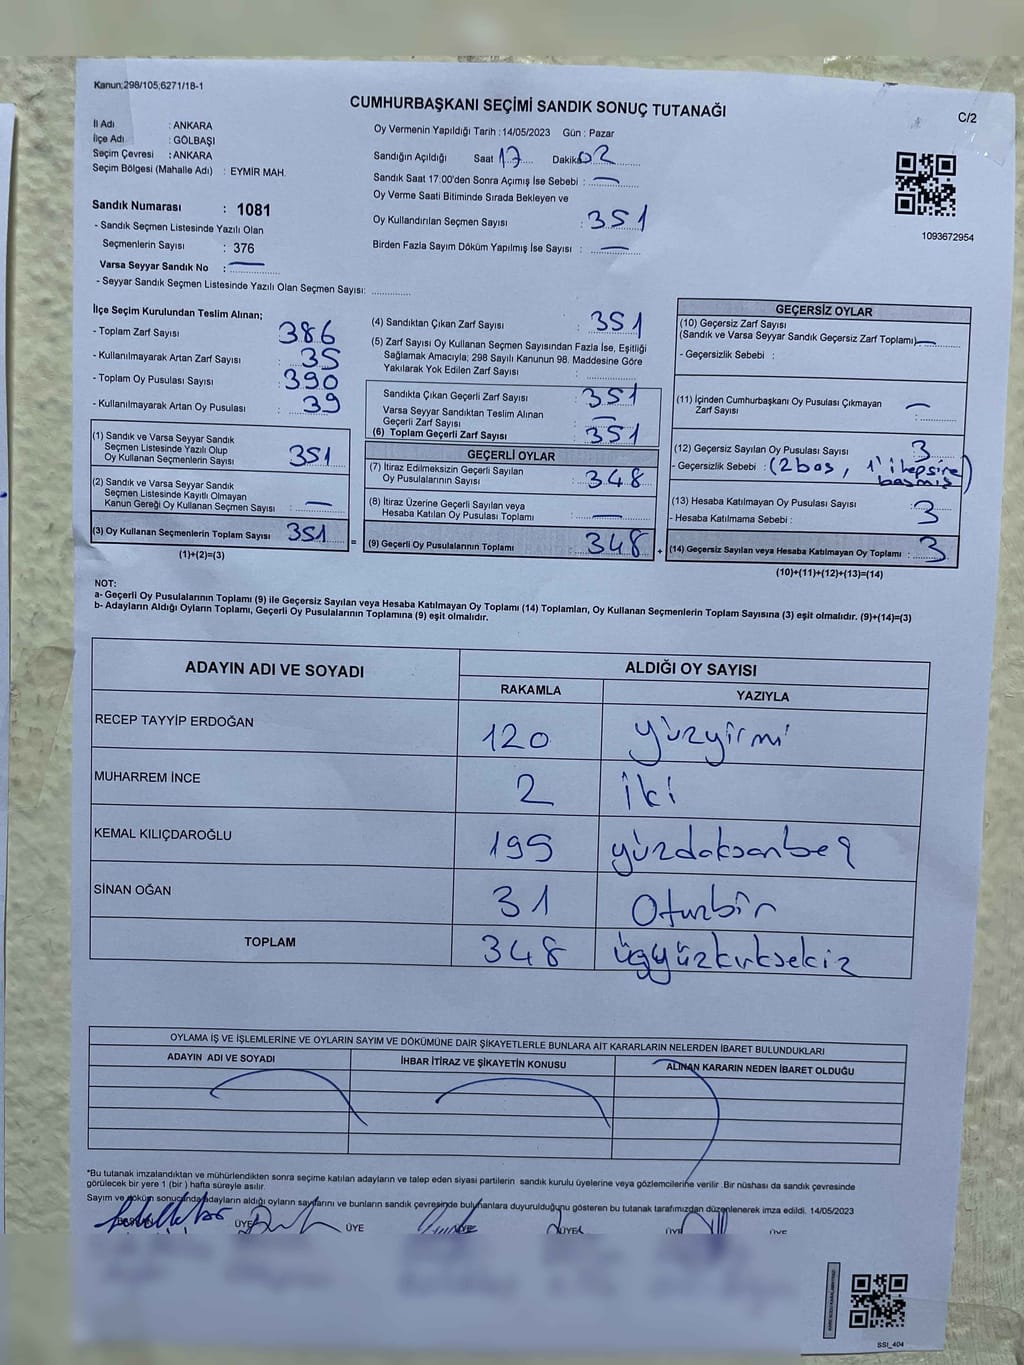 Kanun;298/105;6271/18-1
CUMHURBAŞKANI SEÇİMİ SANDIK SONUÇ TUTANAĞI
C/2
İl Adı : ANKARA
İlçe Adı : GÖLBAŞI
Seçim Çevresi : ANKARA
Seçim Bölgesi (Mahalle Adı) : EYMİR MAH.
Sandık Numarası : 1081
- Sandık Seçmen Listesinde Yazılı Olan
Seçmenlerin Sayısı : 376
Varsa Seyyar Sandık No :
- Seyyar Sandık Seçmen Listesinde Yazılı Olan Seçmen Sayısı:
Oy Vermenin Yapıldığı Tarih : 14/05/2023 Gün : Pazar
Sandığın Açıldığı Saat 17 Dakika 02
Sandık Saat 17:00'den Sonra Açımış İse Sebebi : —
Oy Verme Saati Bitiminde Sırada Bekleyen ve
Oy Kullandırılan Seçmen Sayısı : 351
Birden Fazla Sayım Döküm Yapılmış İse Sayısı : —
1093672954
İlçe Seçim Kurulundan Teslim Alınan;
- Toplam Zarf Sayısı : 386
- Kullanılmayarak Artan Zarf Sayısı : 35
- Toplam Oy Pusulası Sayısı : 390
- Kullanılmayarak Artan Oy Pusulası : 39
(1) Sandık ve Varsa Seyyar Sandık
Seçmen Listesinde Yazılı Olup
Oy Kullanan Seçmenlerin Sayısı : 351
(2) Sandık ve Varsa Seyyar Sandık
Seçmen Listesinde Kayıtlı Olmayan
Kanun Gereği Oy Kullanan Seçmen Sayısı : —
(3) Oy Kullanan Seçmenlerin Toplam Sayısı : 351
(1)+(2)=(3)
(4) Sandıktan Çıkan Zarf Sayısı : 351
(5) Zarf Sayısı Oy Kullanan Seçmen Sayısından Fazla İse, Eşitliği
Sağlamak Amacıyla; 298 Sayılı Kanunun 98. Maddesine Göre
Yakılarak Yok Edilen Zarf Sayısı :
Sandıkta Çıkan Geçerli Zarf Sayısı : 351
Varsa Seyyar Sandıktan Teslim Alınan
Geçerli Zarf Sayısı : —
(6) Toplam Geçerli Zarf Sayısı : 351
GEÇERLİ OYLAR
(7) İtiraz Edilmeksizin Geçerli Sayılan
Oy Pusulalarının Sayısı : 348
(8) İtiraz Üzerine Geçerli Sayılan veya
Hesaba Katılan Oy Pusulası Toplamı : —
= (9) Geçerli Oy Pusulalarının Toplamı : 348 +
GEÇERSİZ OYLAR
(10) Geçersiz Zarf Sayısı
(Sandık ve Varsa Seyyar Sandık Geçersiz Zarf Toplamı) —
- Geçersizlik Sebebi :
(11) İçinden Cumhurbaşkanı Oy Pusulası Çıkmayan
Zarf Sayısı : —
(12) Geçersiz Sayılan Oy Pusulası Sayısı : 3
- Geçersizlik Sebebi : (2 boş, 1'i hepsine
basmış)
(13) Hesaba Katılmayan Oy Pusulası Sayısı : 3
- Hesaba Katılmama Sebebi :
(14) Geçersiz Sayılan veya Hesaba Katılmayan Oy Toplamı : 3
(10)+(11)+(12)+(13)=(14)
NOT:
a- Geçerli Oy Pusulalarının Toplamı (9) ile Geçersiz Sayılan veya Hesaba Katılmayan Oy Toplamı (14) Toplamları, Oy Kullanan Seçmenlerin Toplam Sayısına (3) eşit olmalıdır. (9)+(14)=(3)
b- Adayların Aldığı Oyların Toplamı, Geçerli Oy Pusulalarının Toplamına (9) eşit olmalıdır.
ADAYIN ADI VE SOYADI ALDIĞI OY SAYISI
RAKAMLA YAZIYLA
RECEP TAYYİP ERDOĞAN 120 yüzyirmi
MUHARREM İNCE 2 iki
KEMAL KILIÇDAROĞLU 195 yüzdoksanbeş
SİNAN OĞAN 31 Otuzbir
TOPLAM 348 üçyüzkırksekiz
OYLAMA İŞ VE İŞLEMLERİNE VE OYLARIN SAYIM VE DÖKÜMÜNE DAİR ŞİKAYETLERLE BUNLARA AİT KARARLARIN NELERDEN İBARET BULUNDUKLARI
ADAYIN ADI VE SOYADI İHBAR İTİRAZ VE ŞİKAYETİN KONUSU ALINAN KARARIN NEDEN İBARET OLDUĞU
*Bu tutanak imzalandıktan ve mühürlendikten sonra seçime katılan adayların ve talep eden siyasi partilerin sandık kurulu üyelerine veya gözlemcilerine verilir .Bir nüshası da sandık çevresinde
görülecek bir yere 1 (bir ) hafta süreyle asılır.
Sayım ve döküm sonucunda adayların aldığı oyların sayılarını ve bunların sandık çevresinde bulunanlara duyurulduğunu gösteren bu tutanak tarafımızdan düzenlenerek imza edildi. 14/05/2023
BAŞKAN ÜYE ÜYE ÜYE ÜYE ÜYE ÜYE
SSI_404